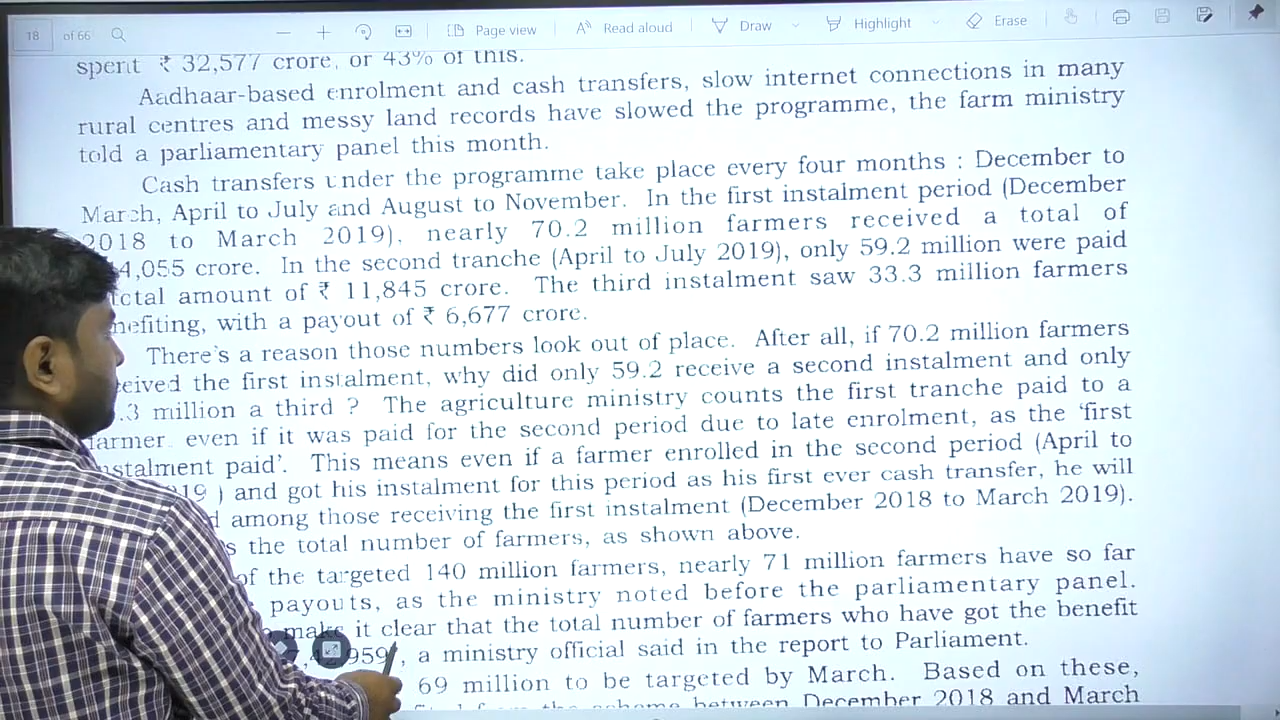 18 of 66 Page view Read aloud Draw Highlight Erase
spent ₹ 32,577 crore, or 43% of this.
Aadhaar-based enrolment and cash transfers, slow internet connections in many
rural centres and messy land records have slowed the programme, the farm ministry
told a parliamentary panel this month.
Cash transfers under the programme take place every four months : December to
March, April to July and August to November. In the first instalment period (December
2018 to March 2019), nearly 70.2 million farmers received a total of
4,055 crore. In the second tranche (April to July 2019), only 59.2 million were paid
total amount of ₹ 11,845 crore. The third instalment saw 33.3 million farmers
nefiting, with a payout of ₹ 6,677 crore.
There's a reason those numbers look out of place. After all, if 70.2 million farmers
eived the first instalment, why did only 59.2 receive a second instalment and only
.3 million a third ? The agriculture ministry counts the first tranche paid to a
farmer even if it was paid for the second period due to late enrolment, as the 'first
nstalment paid'. This means even if a farmer enrolled in the second period (April to
19 ) and got his instalment for this period as his first ever cash transfer, he will
d among those receiving the first instalment (December 2018 to March 2019).
s the total number of farmers, as shown above.
of the targeted 140 million farmers, nearly 71 million farmers have so far
payouts, as the ministry noted before the parliamentary panel.
make it clear that the total number of farmers who have got the benefit
959', a ministry official said in the report to Parliament.
69 million to be targeted by March. Based on these,
the scheme between December 2018 and March